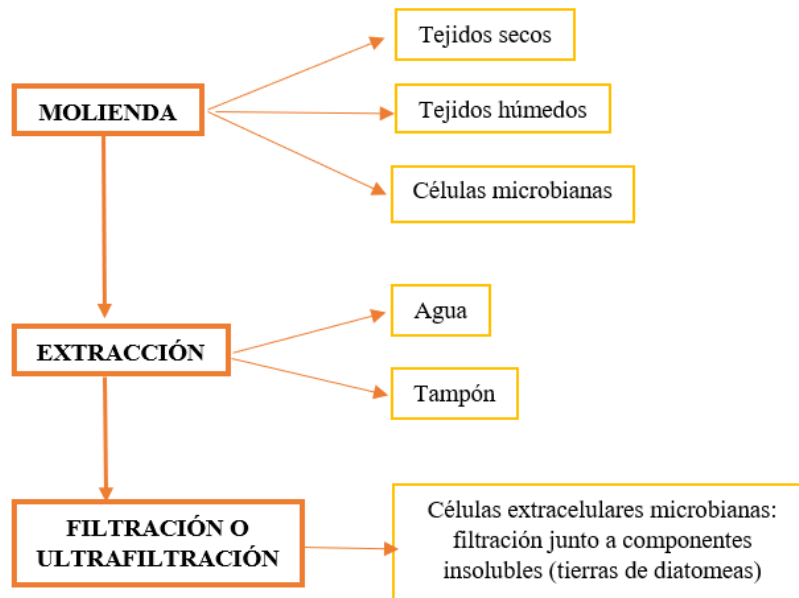 Tejidos secos
MOLIENDA
Tejidos húmedos
Células microbianas
Agua
EXTRACCIÓN
Tampón
FILTRACIÓN O
ULTRAFILTRACIÓN
Células extracelulares microbianas:
filtración junto a componentes
insolubles (tierras de diatomeas)